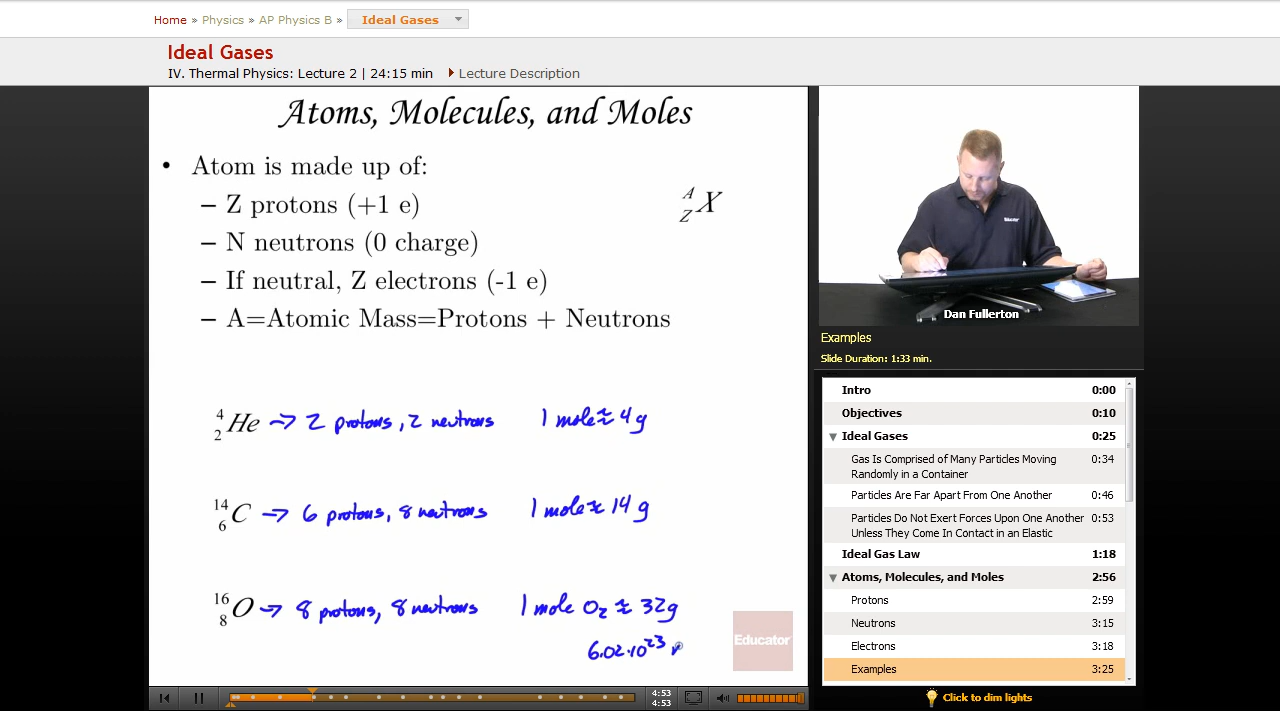 Home » Physics » AP Physics B » Ideal Gases
Ideal Gases
IV. Thermal Physics: Lecture 2 | 24:15 min Lecture Description
Atoms, Molecules, and Moles
• Atom is made up of:
– Z protons (+1 e)
– N neutrons (0 charge)
– If neutral, Z electrons (-1 e)
– A=Atomic Mass=Protons + Neutrons
A
Z X
4
2 He → 2 protons, 2 neutrons 1 mole ≈ 4g
14
6 C → 6 protons, 8 neutrons 1 mole ≈ 14 g
16
8 O → 8 protons, 8 neutrons 1 mole O₂ ≈ 32g
6.02·10²³
Educator
Educator
Dan Fullerton
Examples
Slide Duration: 1:33 min.
Intro 0:00
Objectives 0:10
Ideal Gases 0:25
Gas Is Comprised of Many Particles Moving 0:34
Randomly in a Container
Particles Are Far Apart From One Another 0:46
Particles Do Not Exert Forces Upon One Another 0:53
Unless They Come In Contact in an Elastic
Ideal Gas Law 1:18
Atoms, Molecules, and Moles 2:56
Protons 2:59
Neutrons 3:15
Electrons 3:18
Examples 3:25
4:53
4:53
Click to dim lights